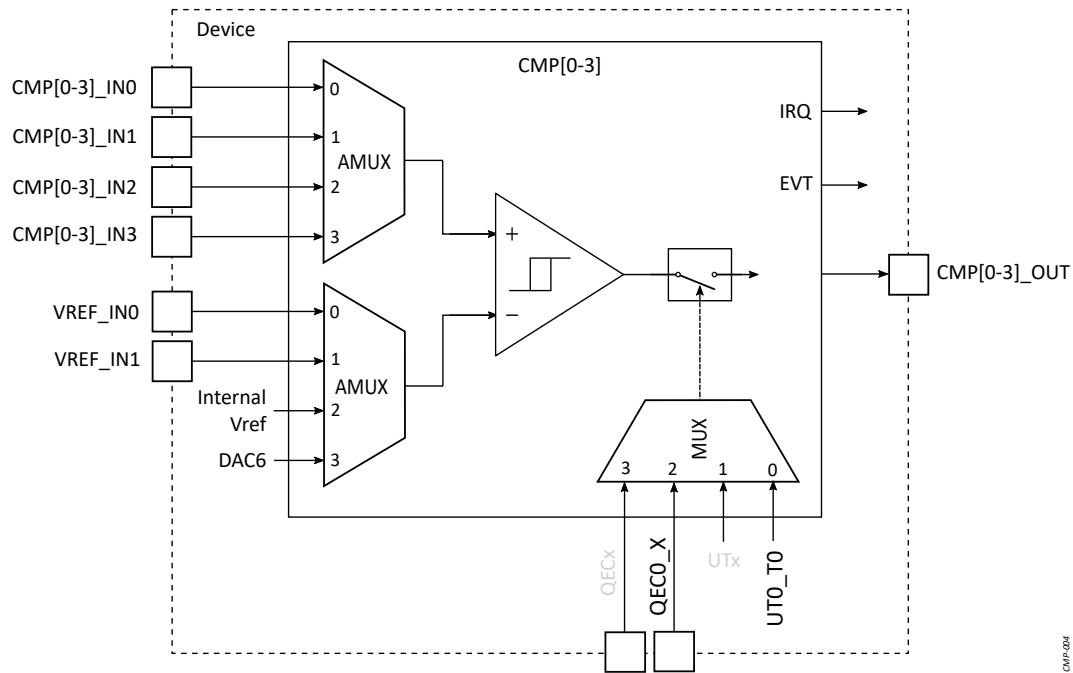 Device
CMP[0-3]
CMP[0-3]_IN0
CMP[0-3]_IN1
CMP[0-3]_IN2
CMP[0-3]_IN3
0
1
AMUX
2
3
IRQ
EVT
+
−
CMP[0-3]_OUT
VREF_IN0
VREF_IN1
Internal
Vref
DAC6
0
1
AMUX
2
3
MUX
3
2
1
0
QECx
QEC0_X
UTx
UT0_T0
CMP-004